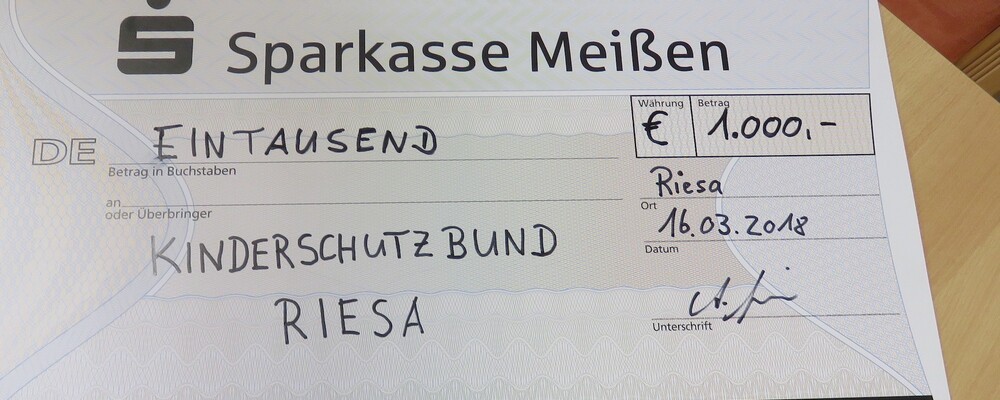 Sparkasse Meißen
Währung Betrag
€ 1.000,-
DE EINTAUSEND
Betrag in Buchstaben
an
oder Überbringer
KINDERSCHUTZBUND
RIESA
Riesa
Ort
16.03.2018
Datum
Unterschrift